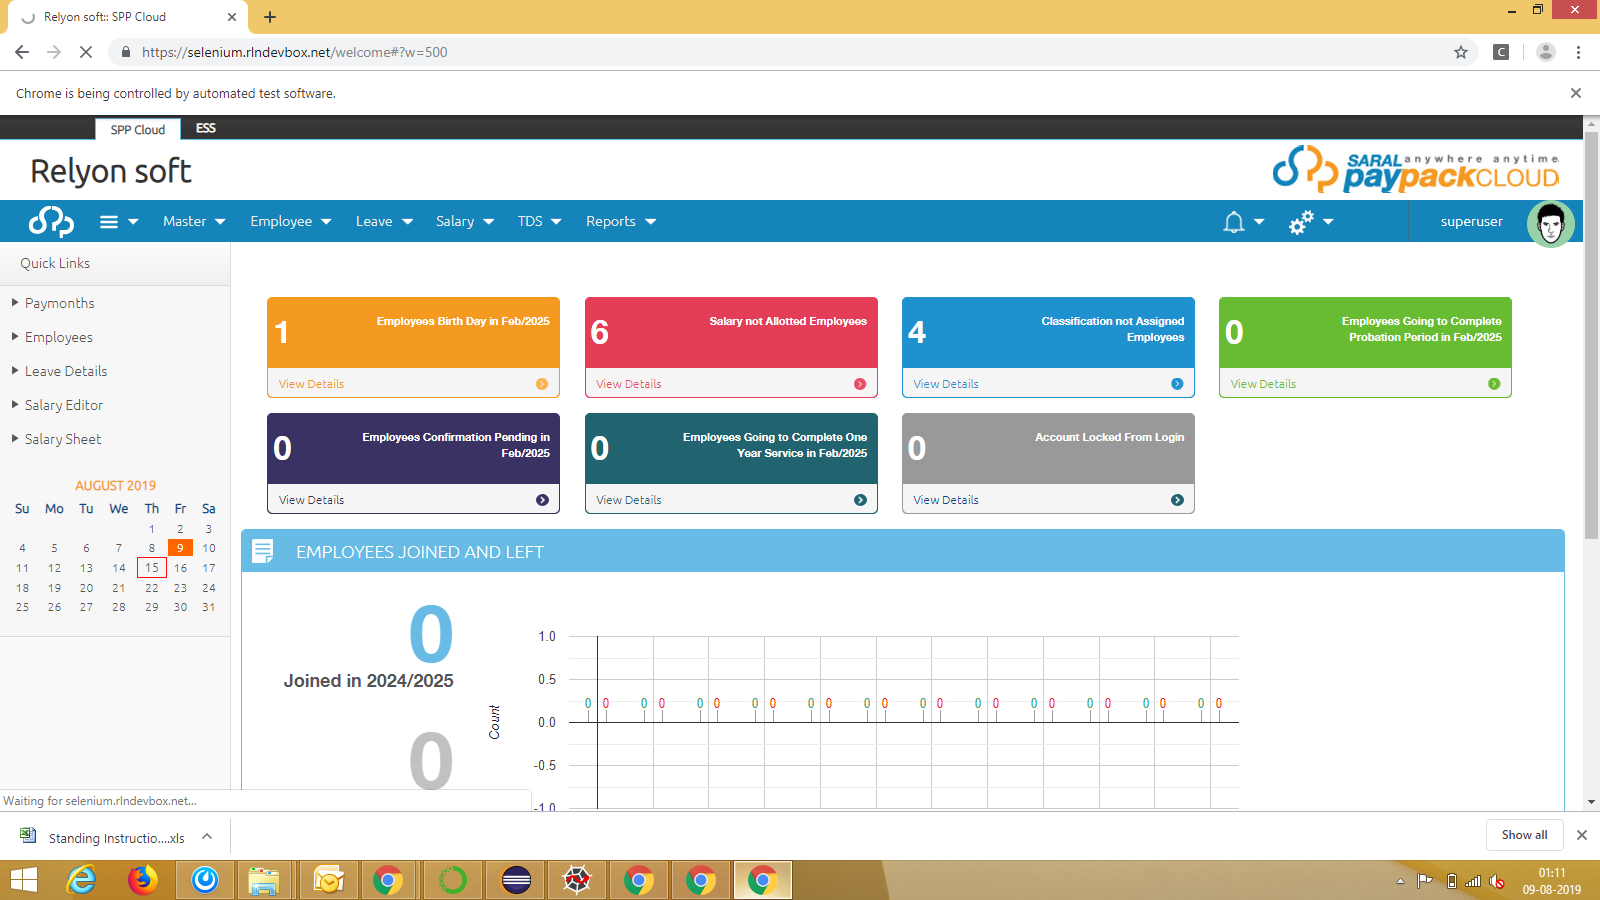 Relyon soft:: SPP Cloud
https://selenium.rlndevbox.net/welcome#?w=500
C
Chrome is being controlled by automated test software.
SPP Cloud
ESS
Relyon soft
SARAL anywhere anytime
paypackCLOUD
Master
Employee
Leave
Salary
TDS
Reports
superuser
Quick Links
Paymonths
Employees
Leave Details
Salary Editor
Salary Sheet
AUGUST 2019
Su Mo Tu We Th Fr Sa
1 2 3
4 5 6 7 8 9 10
11 12 13 14 15 16 17
18 19 20 21 22 23 24
25 26 27 28 29 30 31
1
Employees Birth Day in Feb/2025
View Details
6
Salary not Allotted Employees
View Details
4
Classification not Assigned
Employees
View Details
0
Employees Going to Complete
Probation Period in Feb/2025
View Details
0
Employees Confirmation Pending in
Feb/2025
View Details
0
Employees Going to Complete One
Year Service in Feb/2025
View Details
0
Account Locked From Login
View Details
EMPLOYEES JOINED AND LEFT
0
Joined in 2024/2025
0
Count
1.0
0.5
0.0
-0.5
-1.0
0 0 0 0 0 0 0 0 0 0 0 0 0 0 0 0 0 0 0 0 0 0 0 0
Waiting for selenium.rlndevbox.net...
Standing Instructio....xls
Show all
01:11
09-08-2019